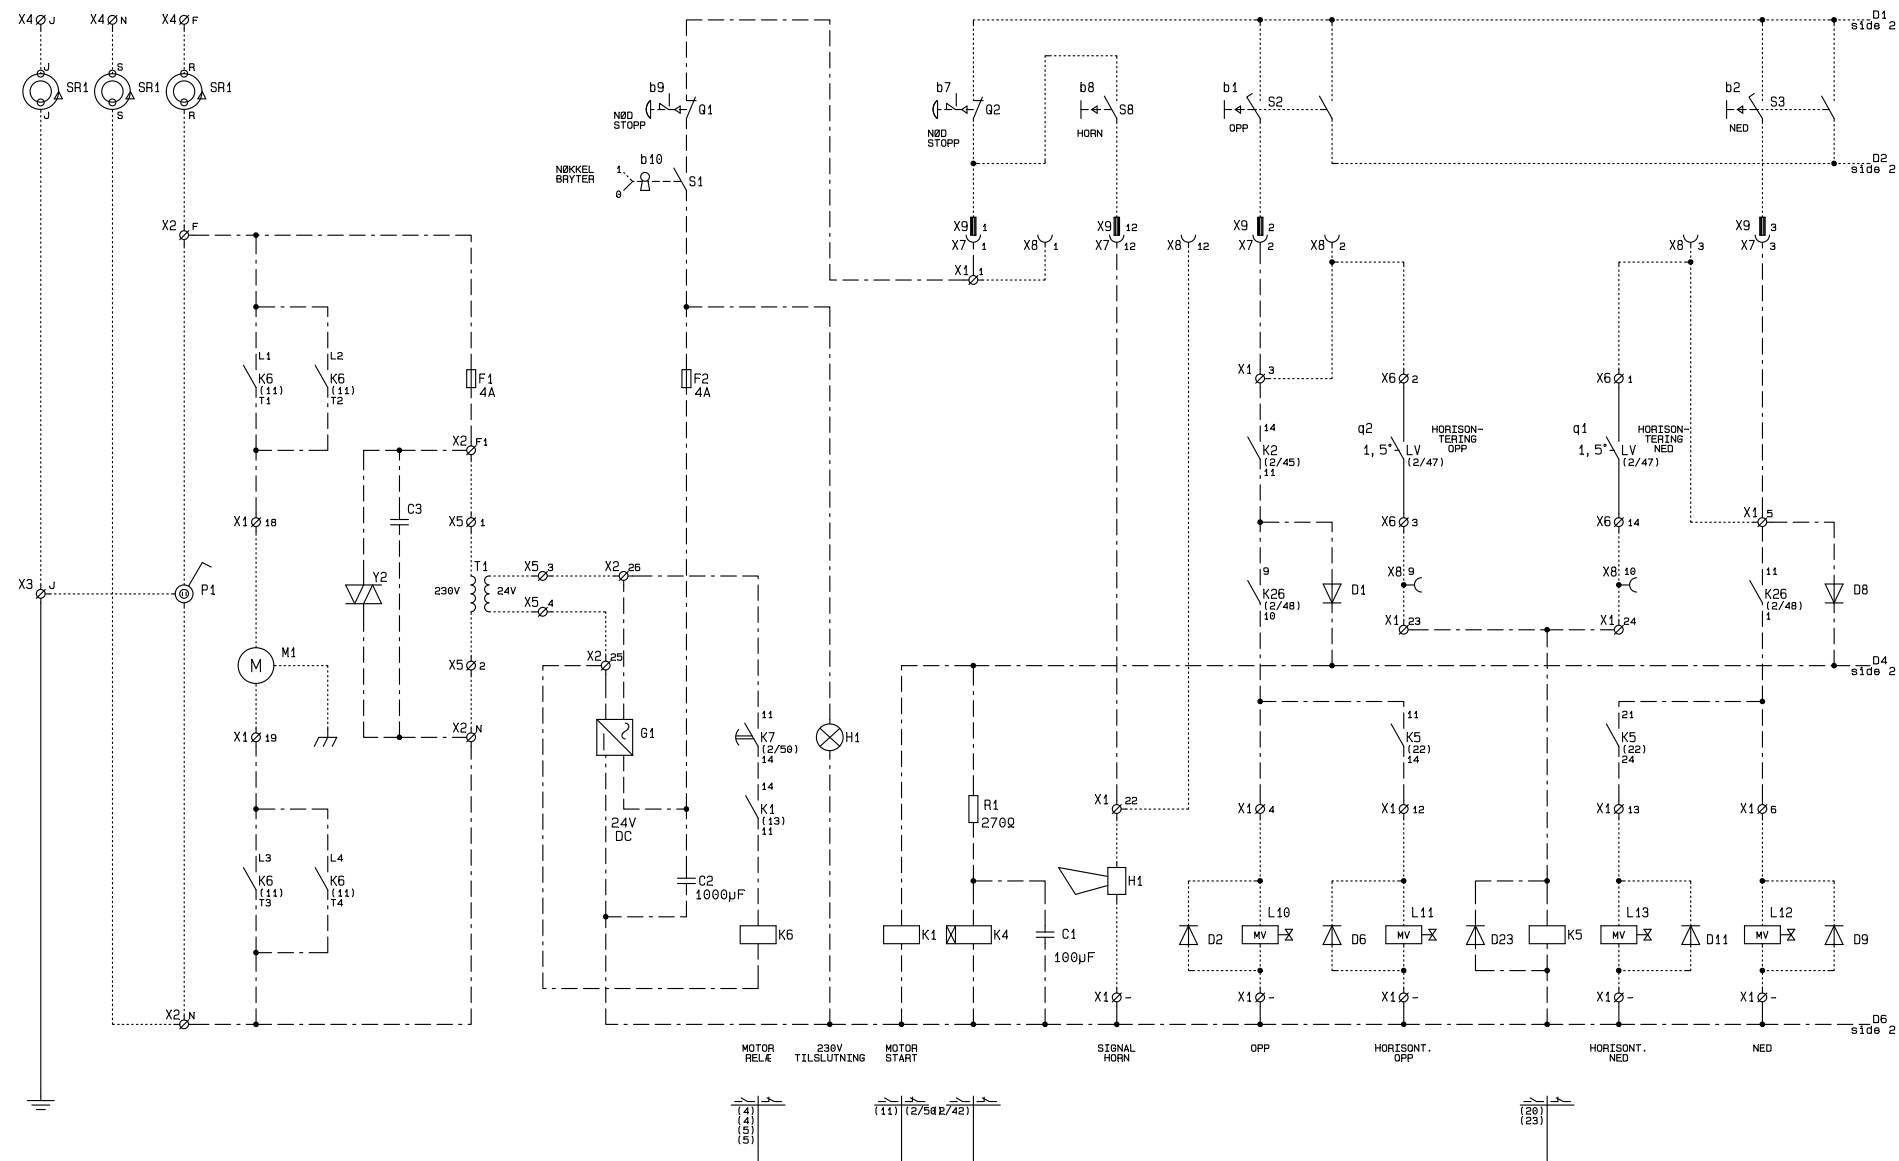 X4 J
X4 N
X4 F
D1
side 2
J
SR1
J
S
SR1
S
R
SR1
R
b9
Q1
NØD
STOPP
b7
Q2
NØD
STOPP
b8
S8
HORN
b1
S2
OPP
b2
S3
NED
D2
side 2
NØKKEL
BRYTER
b10
1
0
S1
X2 F
X9 1
X7 1
X8 1
X9 12
X7 12
X8 12
X9 2
X7 2
X8 2
X8 3
X9 3
X7 3
X1 1
L1
K6
(11)
T1
L2
K6
(11)
T2
F1
4A
F2
4A
X1 3
X6 2
X6 1
X2 F1
14
K2
(2/45)
11
q2
1,5°
LV
(2/47)
HORISON-
TERING
OPP
q1
1,5°
LV
(2/47)
HORISON-
TERING
NED
C3
X1 18
X5 1
X6 3
X6 14
X1 5
X3 J
P1
Y2
230V
T1
24V
X5 3
X5 4
X2 26
9
K26
(2/48)
10
D1
X8 9
X8 10
11
K26
(2/48)
1
D8
X1 23
X1 24
M
M1
X5 2
X2 25
D4
side 2
X1 19
X2 N
G1
24V
DC
11
K7
(2/50)
14
14
K1
(13)
11
H1
11
K5
(22)
14
21
K5
(22)
24
R1
270Ω
X1 22
X1 4
X1 12
X1 13
X1 6
L3
K6
(11)
T3
L4
K6
(11)
T4
C2
1000µF
H1
K6
K1
K4
C1
100µF
D2
L10
MV
D6
L11
MV
D23
K5
L13
MV
D11
L12
MV
D9
X2 N
X1 -
X1 -
X1 -
X1 -
X1 -
D6
side 2
MOTOR
RELÆ
230V
TILSLUTNING
MOTOR
START
SIGNAL
HORN
OPP
HORISONT.
OPP
HORISONT.
NED
NED
(4)
(4)
(5)
(5)
(11)
2/42)
(20)
(23)